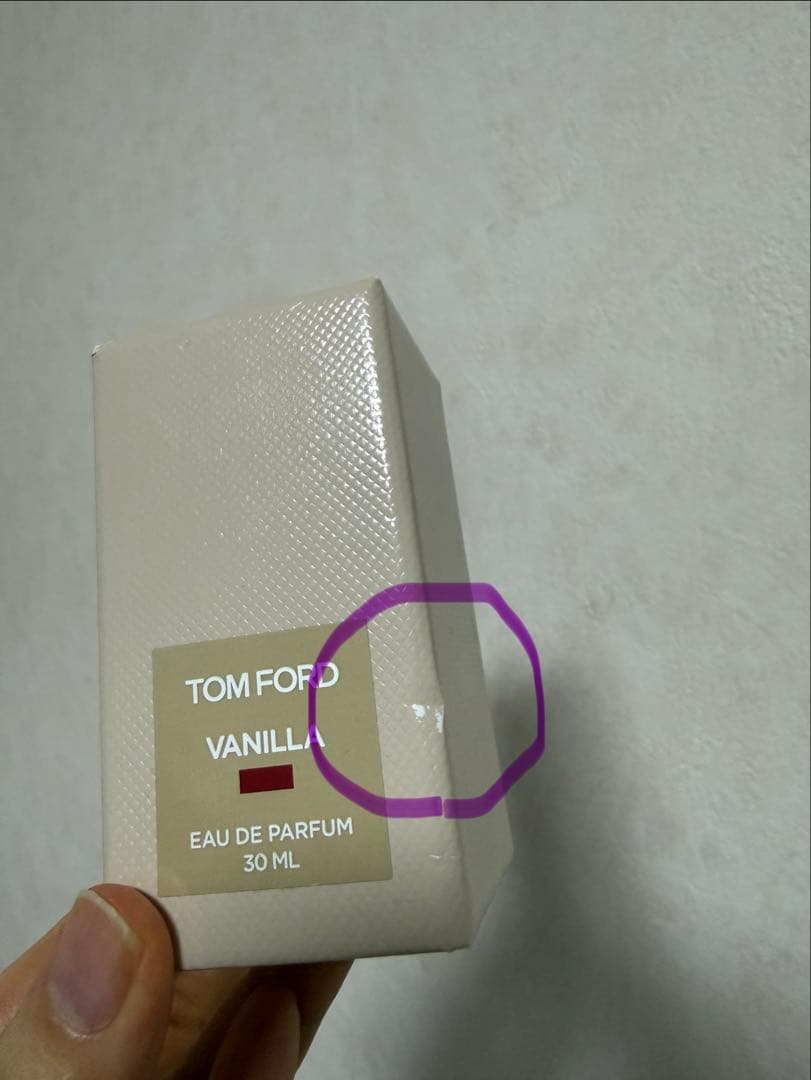 TOM FORD
VANILLA
EAU DE PARFUM
30 ML